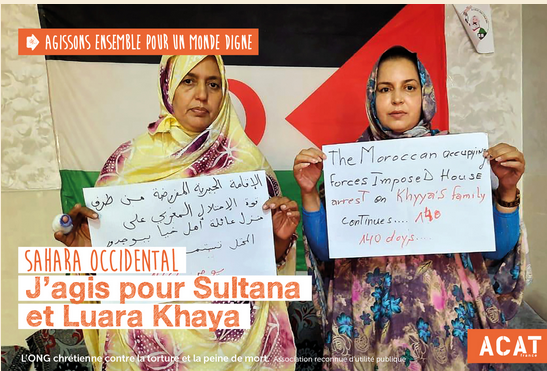 AGISSONS ENSEMBLE POUR UN MONDE DIGNE
الإقامة الجبرية المفروضة من طرف
قوة الاحتلال المغربي على
منزل عائلة أهل خيا
The Moroccan occupying
forces Imposed House
arrest on Khyya's family
continues.... 140
140 days...
SAHARA OCCIDENTAL
J'agis pour Sultana
et Luara Khaya
L'ONG chrétienne contre la torture et la peine de mort. Association reconnue d'utilité publique
ACAT
france